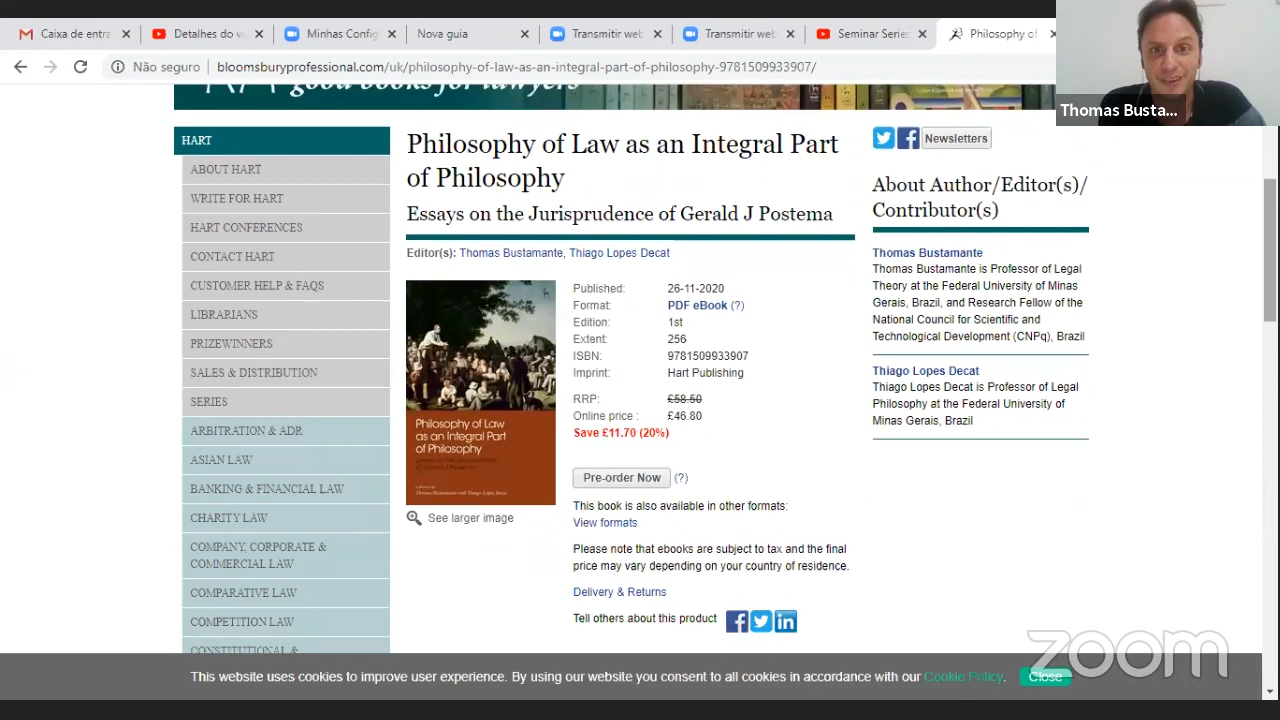 Caixa de entra
Detalhes do v
Minhas Config
Nova guia
Transmitir web
Transmitir web
Seminar Series
Philosophy of
Não seguro
bloomsburyprofessional.com/uk/philosophy-of-law-as-an-integral-part-of-philosophy-9781509933907/
Thomas Busta...
good books for lawyers
HART
ABOUT HART
WRITE FOR HART
HART CONFERENCES
CONTACT HART
CUSTOMER HELP & FAQS
LIBRARIANS
PRIZEWINNERS
SALES & DISTRIBUTION
SERIES
ARBITRATION & ADR
ASIAN LAW
BANKING & FINANCIAL LAW
CHARITY LAW
COMPANY, CORPORATE &
COMMERCIAL LAW
COMPARATIVE LAW
COMPETITION LAW
CONSTITUTIONAL &
Philosophy of Law as an Integral Part
of Philosophy
Essays on the Jurisprudence of Gerald J Postema
Editor(s): Thomas Bustamante, Thiago Lopes Decat
Philosophy of Law
as an Integral Part
of Philosophy
See larger image
Published: 26-11-2020
Format: PDF eBook (?)
Edition: 1st
Extent: 256
ISBN: 9781509933907
Imprint: Hart Publishing
RRP: £58.50
Online price : £46.80
Save £11.70 (20%)
Pre-order Now (?)
This book is also available in other formats:
View formats
Please note that ebooks are subject to tax and the final
price may vary depending on your country of residence.
Delivery & Returns
Tell others about this product
Newsletters
About Author/Editor(s)/
Contributor(s)
Thomas Bustamante
Thomas Bustamante is Professor of Legal
Theory at the Federal University of Minas
Gerais, Brazil, and Research Fellow of the
National Council for Scientific and
Technological Development (CNPq), Brazil
Thiago Lopes Decat
Thiago Lopes Decat is Professor of Legal
Philosophy at the Federal University of
Minas Gerais, Brazil
This website uses cookies to improve user experience. By using our website you consent to all cookies in accordance with our Cookie Policy.
Close
zoom